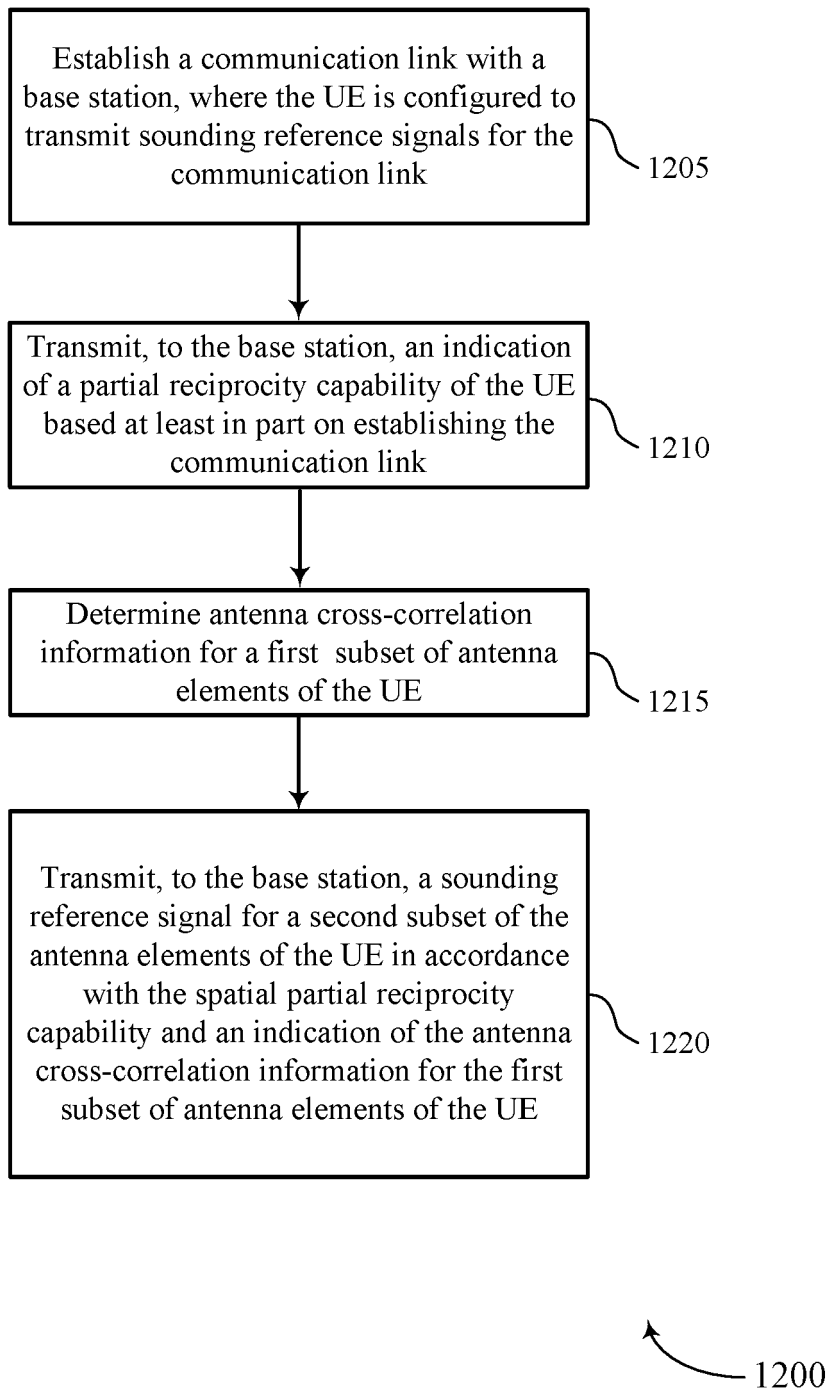 Establish a communication link with a
base station, where the UE is configured to
transmit sounding reference signals for the
communication link
1205
Transmit, to the base station, an indication
of a partial reciprocity capability of the UE
based at least in part on establishing the
communication link
1210
Determine antenna cross-correlation
information for a first subset of antenna
elements of the UE
1215
Transmit, to the base station, a sounding
reference signal for a second subset of the
antenna elements of the UE in accordance
with the spatial partial reciprocity
capability and an indication of the antenna
cross-correlation information for the first
subset of antenna elements of the UE
1220
1200